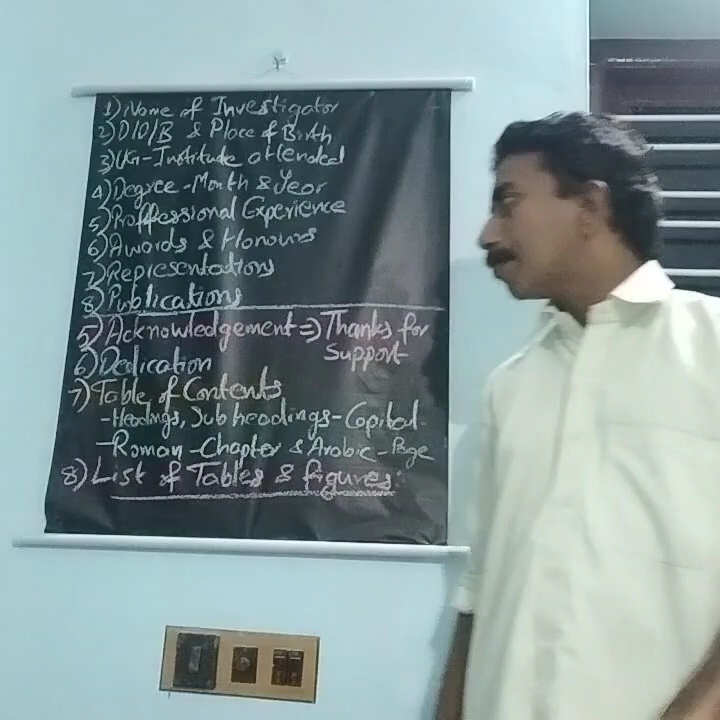 1) Name of Investigator
2) D/O/B & Place of Birth
3) Un-Institude attended
4) Degree - Month & Year
5) Proffessional Experience
6) Awards & Honours
7) Representations
8) Publications
5) Acknowledgement => Thanks for
Support
6) Dedication
7) Table of Contents
-Headings, Sub headings - Capital.
-Roman - Chapter & Arabic - Page
8) List of Tables & figures.